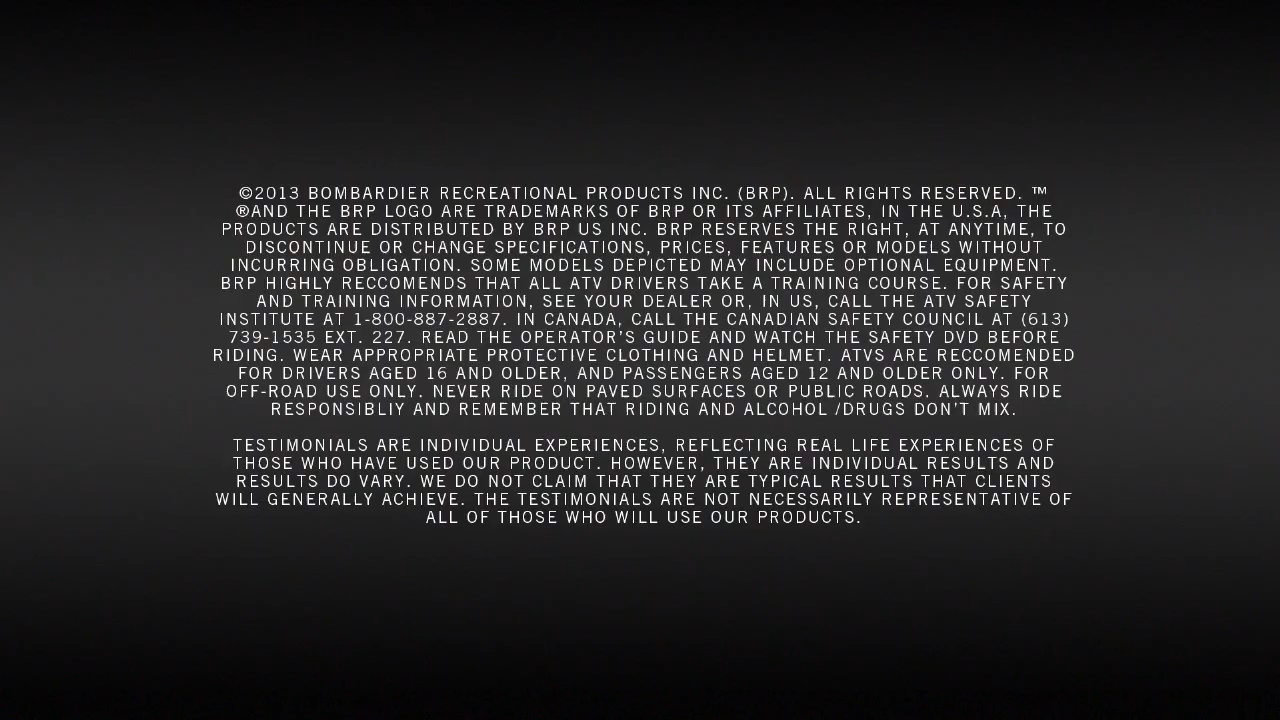 ©2013 BOMBARDIER RECREATIONAL PRODUCTS INC. (BRP). ALL RIGHTS RESERVED. ™
®AND THE BRP LOGO ARE TRADEMARKS OF BRP OR ITS AFFILIATES, IN THE U.S.A, THE
PRODUCTS ARE DISTRIBUTED BY BRP US INC. BRP RESERVES THE RIGHT, AT ANYTIME, TO
DISCONTINUE OR CHANGE SPECIFICATIONS, PRICES, FEATURES OR MODELS WITHOUT
INCURRING OBLIGATION. SOME MODELS DEPICTED MAY INCLUDE OPTIONAL EQUIPMENT.
BRP HIGHLY RECCOMENDS THAT ALL ATV DRIVERS TAKE A TRAINING COURSE. FOR SAFETY
AND TRAINING INFORMATION, SEE YOUR DEALER OR, IN US, CALL THE ATV SAFETY
INSTITUTE AT 1-800-887-2887. IN CANADA, CALL THE CANADIAN SAFETY COUNCIL AT (613)
739-1535 EXT. 227. READ THE OPERATOR'S GUIDE AND WATCH THE SAFETY DVD BEFORE
RIDING. WEAR APPROPRIATE PROTECTIVE CLOTHING AND HELMET. ATVS ARE RECCOMENDED
FOR DRIVERS AGED 16 AND OLDER, AND PASSENGERS AGED 12 AND OLDER ONLY. FOR
OFF-ROAD USE ONLY. NEVER RIDE ON PAVED SURFACES OR PUBLIC ROADS. ALWAYS RIDE
RESPONSIBLIY AND REMEMBER THAT RIDING AND ALCOHOL /DRUGS DON'T MIX.
TESTIMONIALS ARE INDIVIDUAL EXPERIENCES, REFLECTING REAL LIFE EXPERIENCES OF
THOSE WHO HAVE USED OUR PRODUCT. HOWEVER, THEY ARE INDIVIDUAL RESULTS AND
RESULTS DO VARY. WE DO NOT CLAIM THAT THEY ARE TYPICAL RESULTS THAT CLIENTS
WILL GENERALLY ACHIEVE. THE TESTIMONIALS ARE NOT NECESSARILY REPRESENTATIVE OF
ALL OF THOSE WHO WILL USE OUR PRODUCTS.